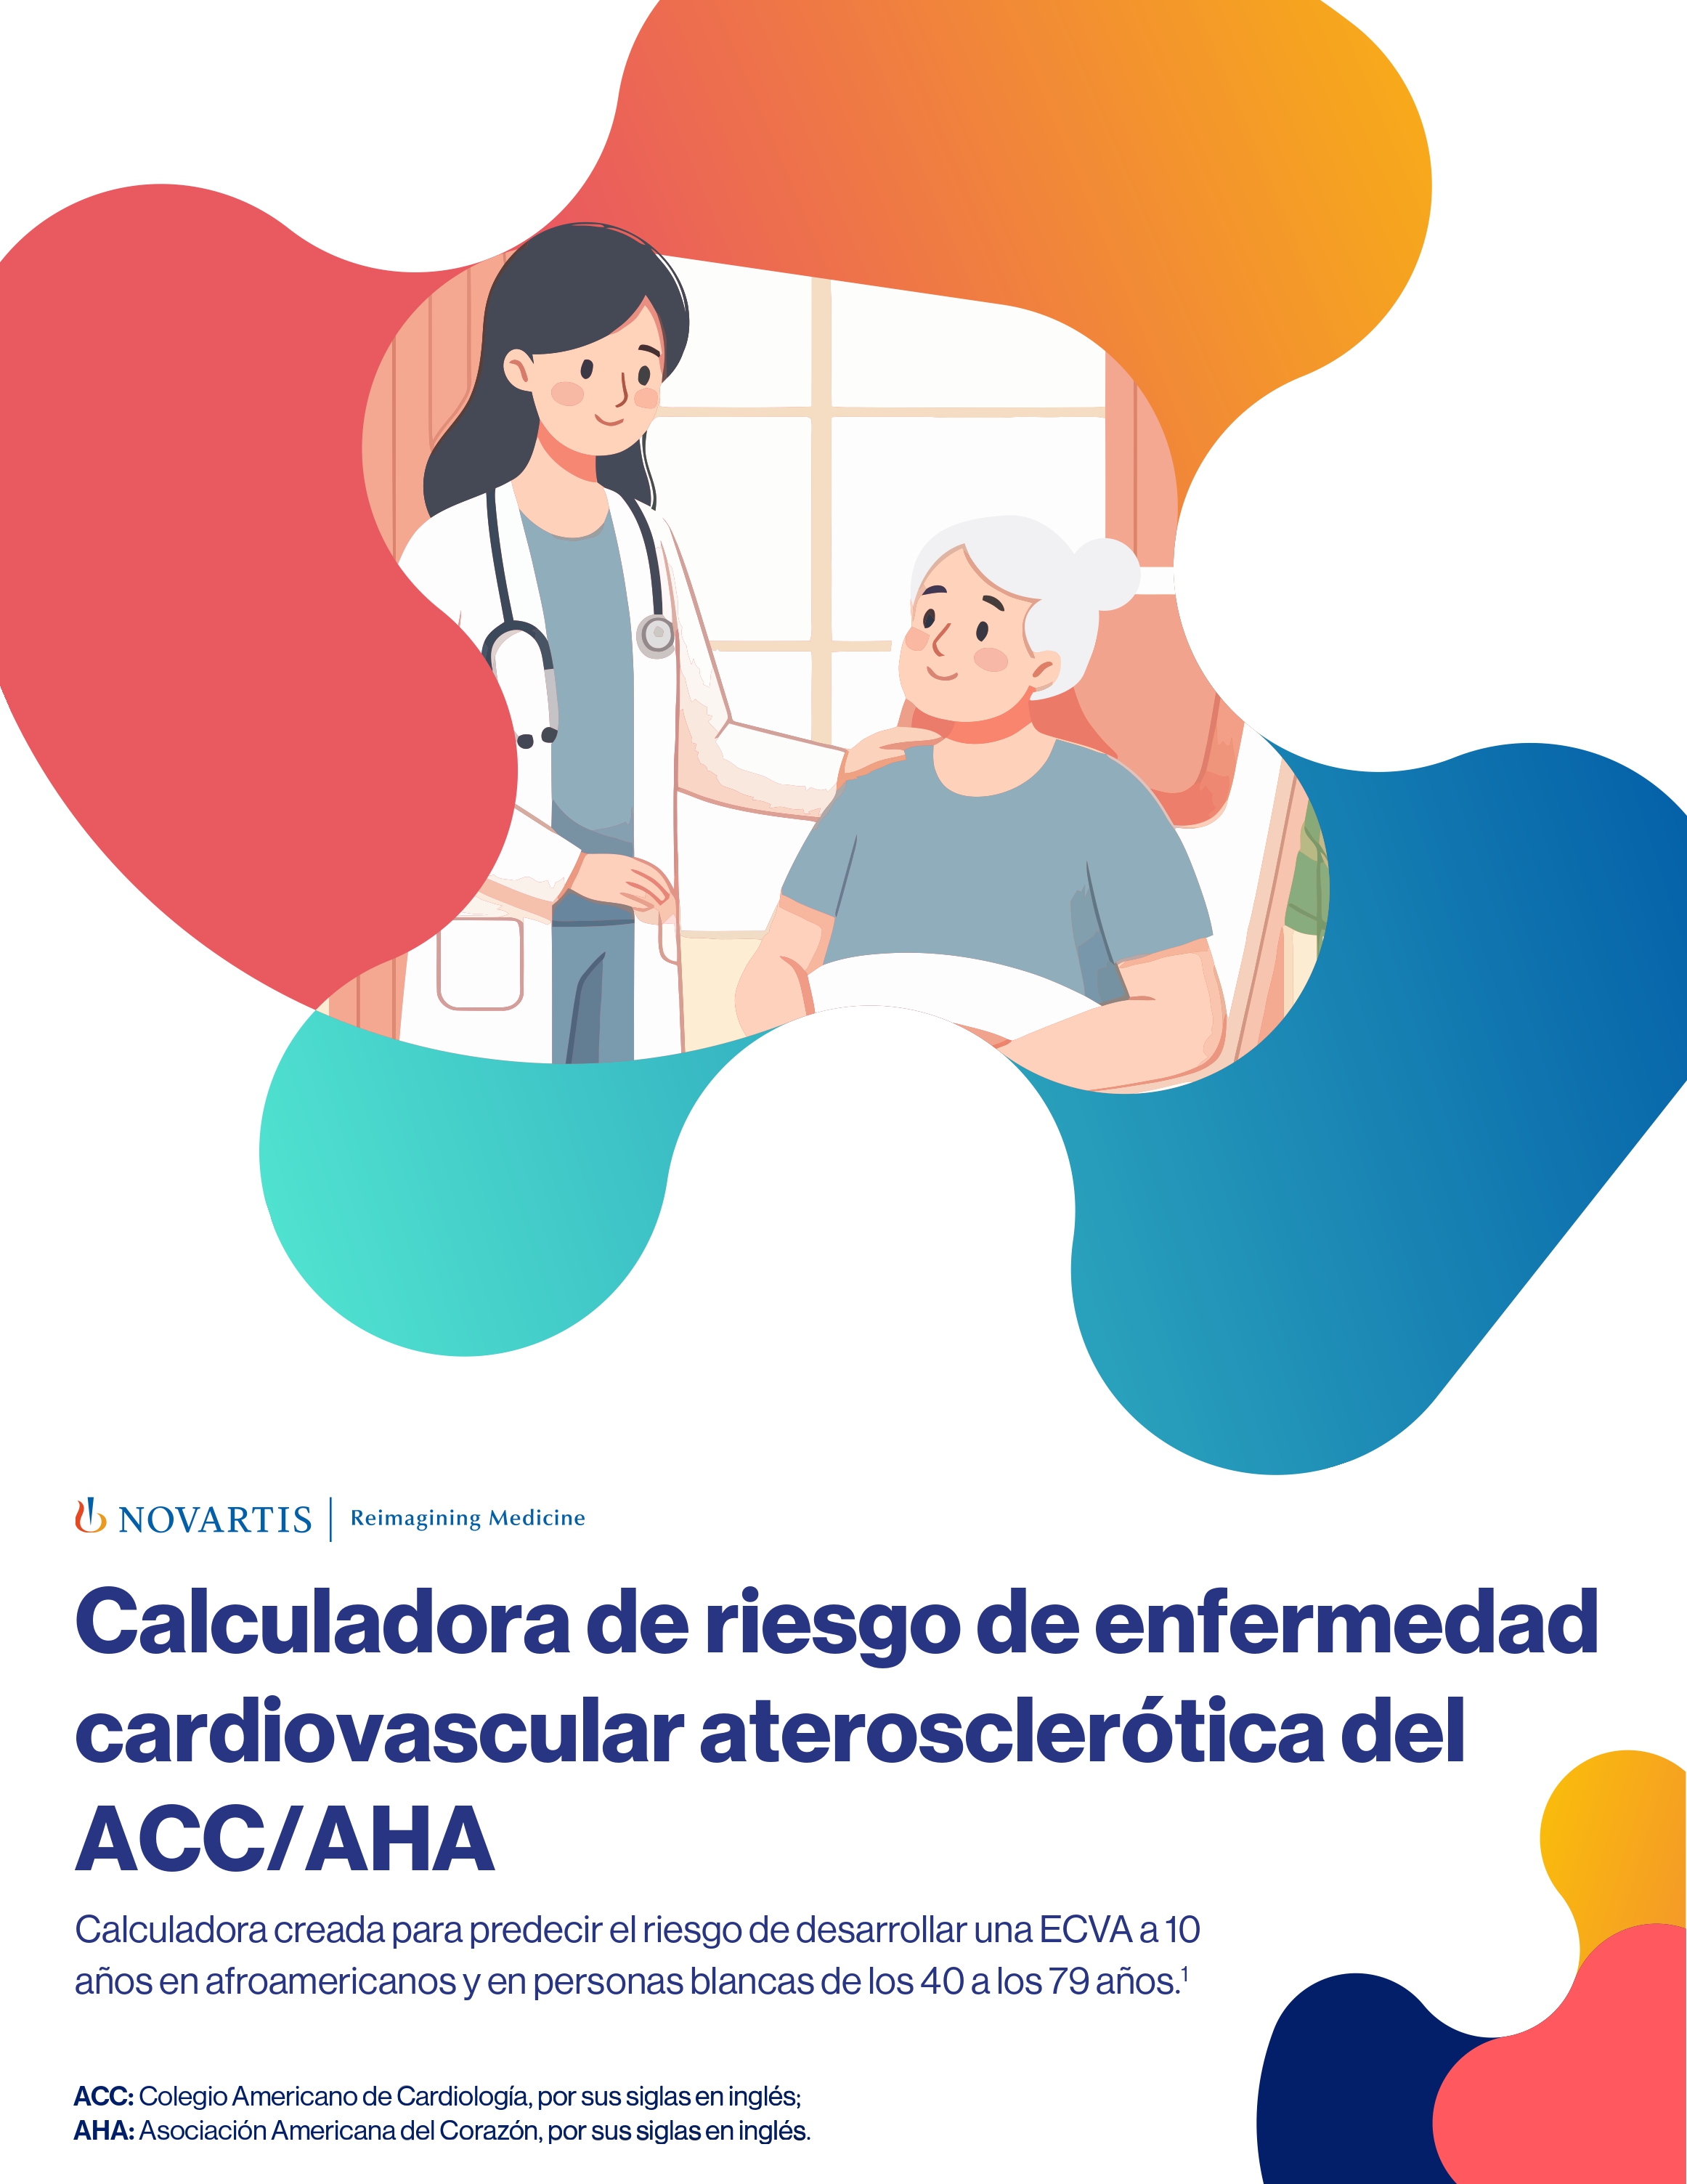 NOVARTIS | Reimagining Medicine
Calculadora de riesgo de enfermedad
cardiovascular aterosclerótica del
ACC/AHA
Calculadora creada para predecir el riesgo de desarrollar una ECVA a 10
años en afroamericanos y en personas blancas de los 40 a los 79 años.¹
ACC: Colegio Americano de Cardiología, por sus siglas en inglés;
AHA: Asociación Americana del Corazón, por sus siglas en inglés.